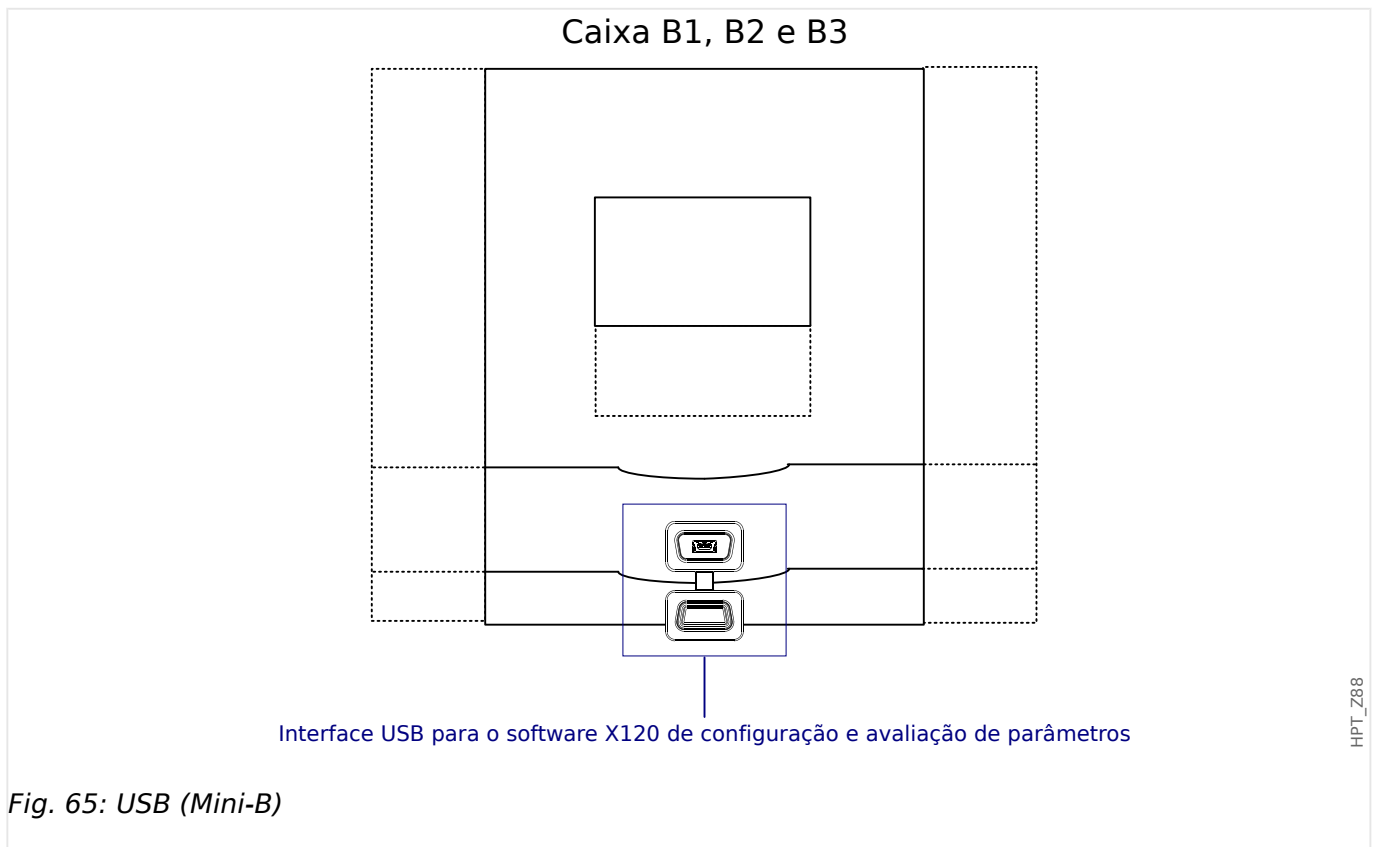 Caixa B1, B2 e B3
Interface USB para o software X120 de configuração e avaliação de parâmetros
HPT_Z88
Fig. 65: USB (Mini-B)